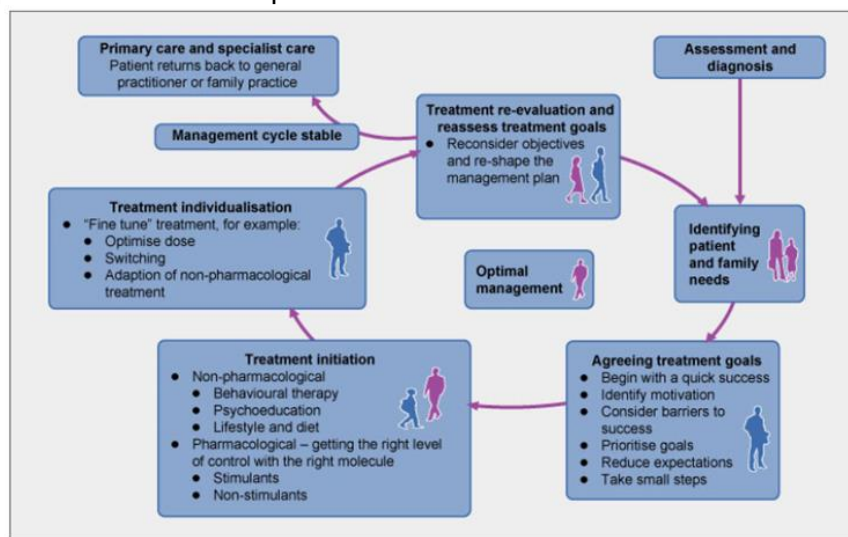 Primary care and specialist care
Patient returns back to general
practitioner or family practice
Management cycle stable
Treatment re-evaluation and
reassess treatment goals
● Reconsider objectives
and re-shape the
management plan
Assessment and
diagnosis
Identifying
patient
and family
needs
Agreeing treatment goals
● Begin with a quick success
● Identify motivation
● Consider barriers to
success
● Prioritise goals
● Reduce expectations
● Take small steps
Treatment initiation
● Non-pharmacological
● Behavioural therapy
● Psychoeducation
● Lifestyle and diet
● Pharmacological – getting the right level
of control with the right molecule
● Stimulants
● Non-stimulants
Treatment individualisation
● “Fine tune” treatment, for example:
● Optimise dose
● Switching
● Adaption of non-pharmacological
treatment
Optimal
management